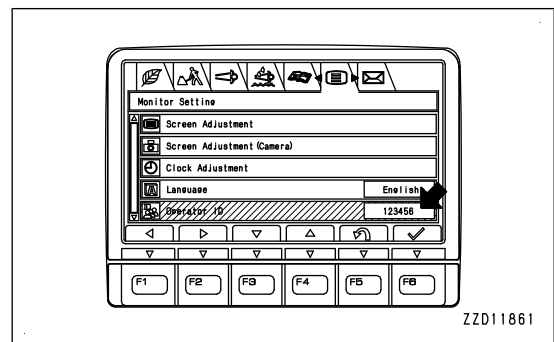 Monitor Setting
Screen Adjustment
Screen Adjustment (Camera)
Clock Adjustment
A Language English
Operator ID 123456
F1 F2 F3 F4 F5 F6
ZZD11861